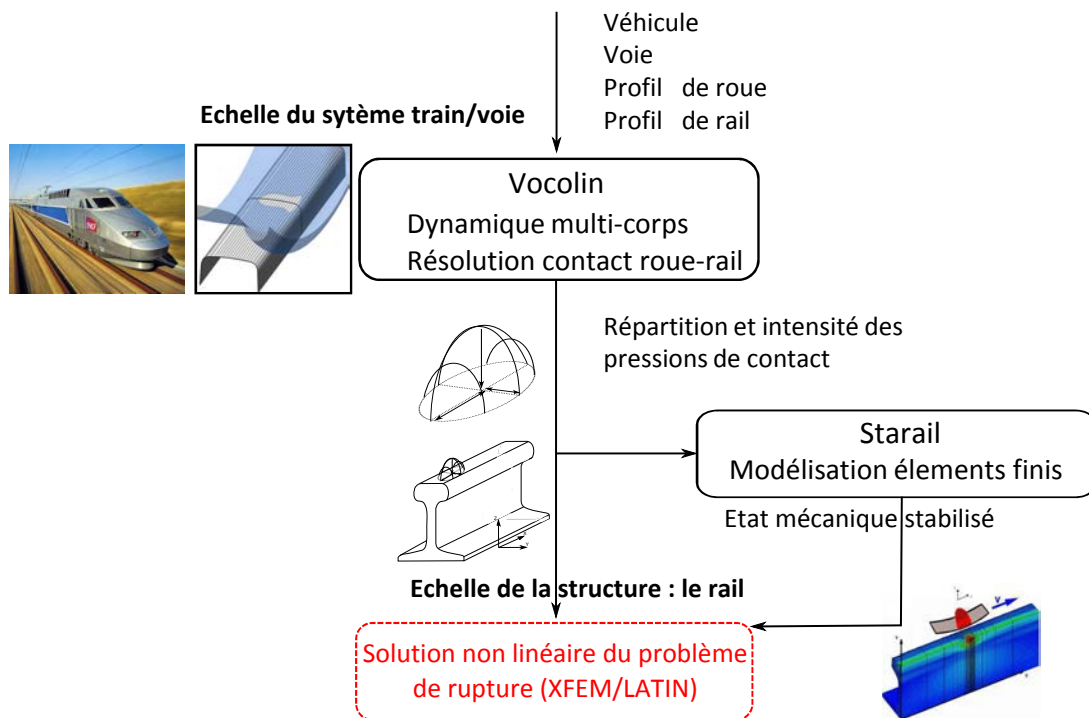 Véhicule
Voie
Profil de roue
Profil de rail
Echelle du sytème train/voie
Vocolin
Dynamique multi-corps
Résolution contact roue-rail
Répartition et intensité des
pressions de contact
Starail
Modélisation élements finis
Etat mécanique stabilisé
Echelle de la structure : le rail
Solution non linéaire du problème
de rupture (XFEM/LATIN)